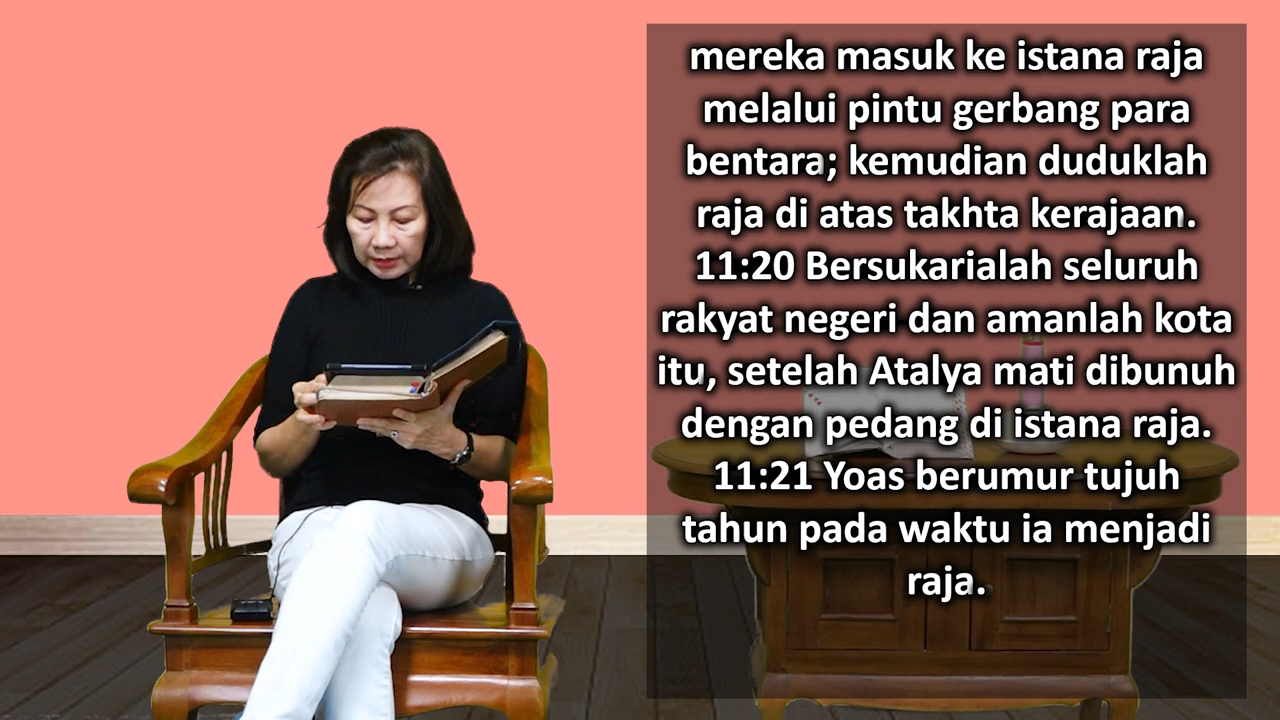 mereka masuk ke istana raja
melalui pintu gerbang para
bentara; kemudian duduklah
raja di atas takhta kerajaan.
11:20 Bersukarialah seluruh
rakyat negeri dan amanlah kota
itu, setelah Atalya mati dibunuh
dengan pedang di istana raja.
11:21 Yoas berumur tujuh
tahun pada waktu ia menjadi
raja.